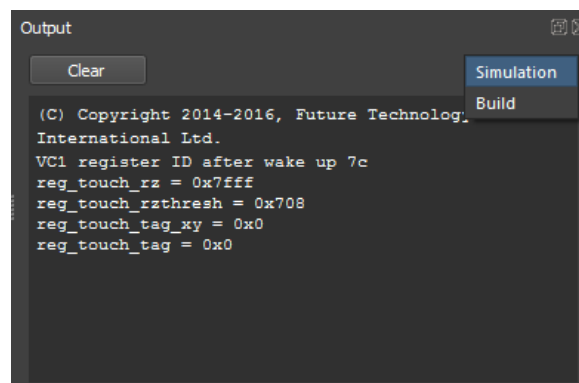 Output
Clear
Simulation
Build
(C) Copyright 2014-2016, Future Technology
International Ltd.
VC1 register ID after wake up 7c
reg_touch_rz = 0x7fff
reg_touch_rzthresh = 0x708
reg_touch_tag_xy = 0x0
reg_touch_tag = 0x0